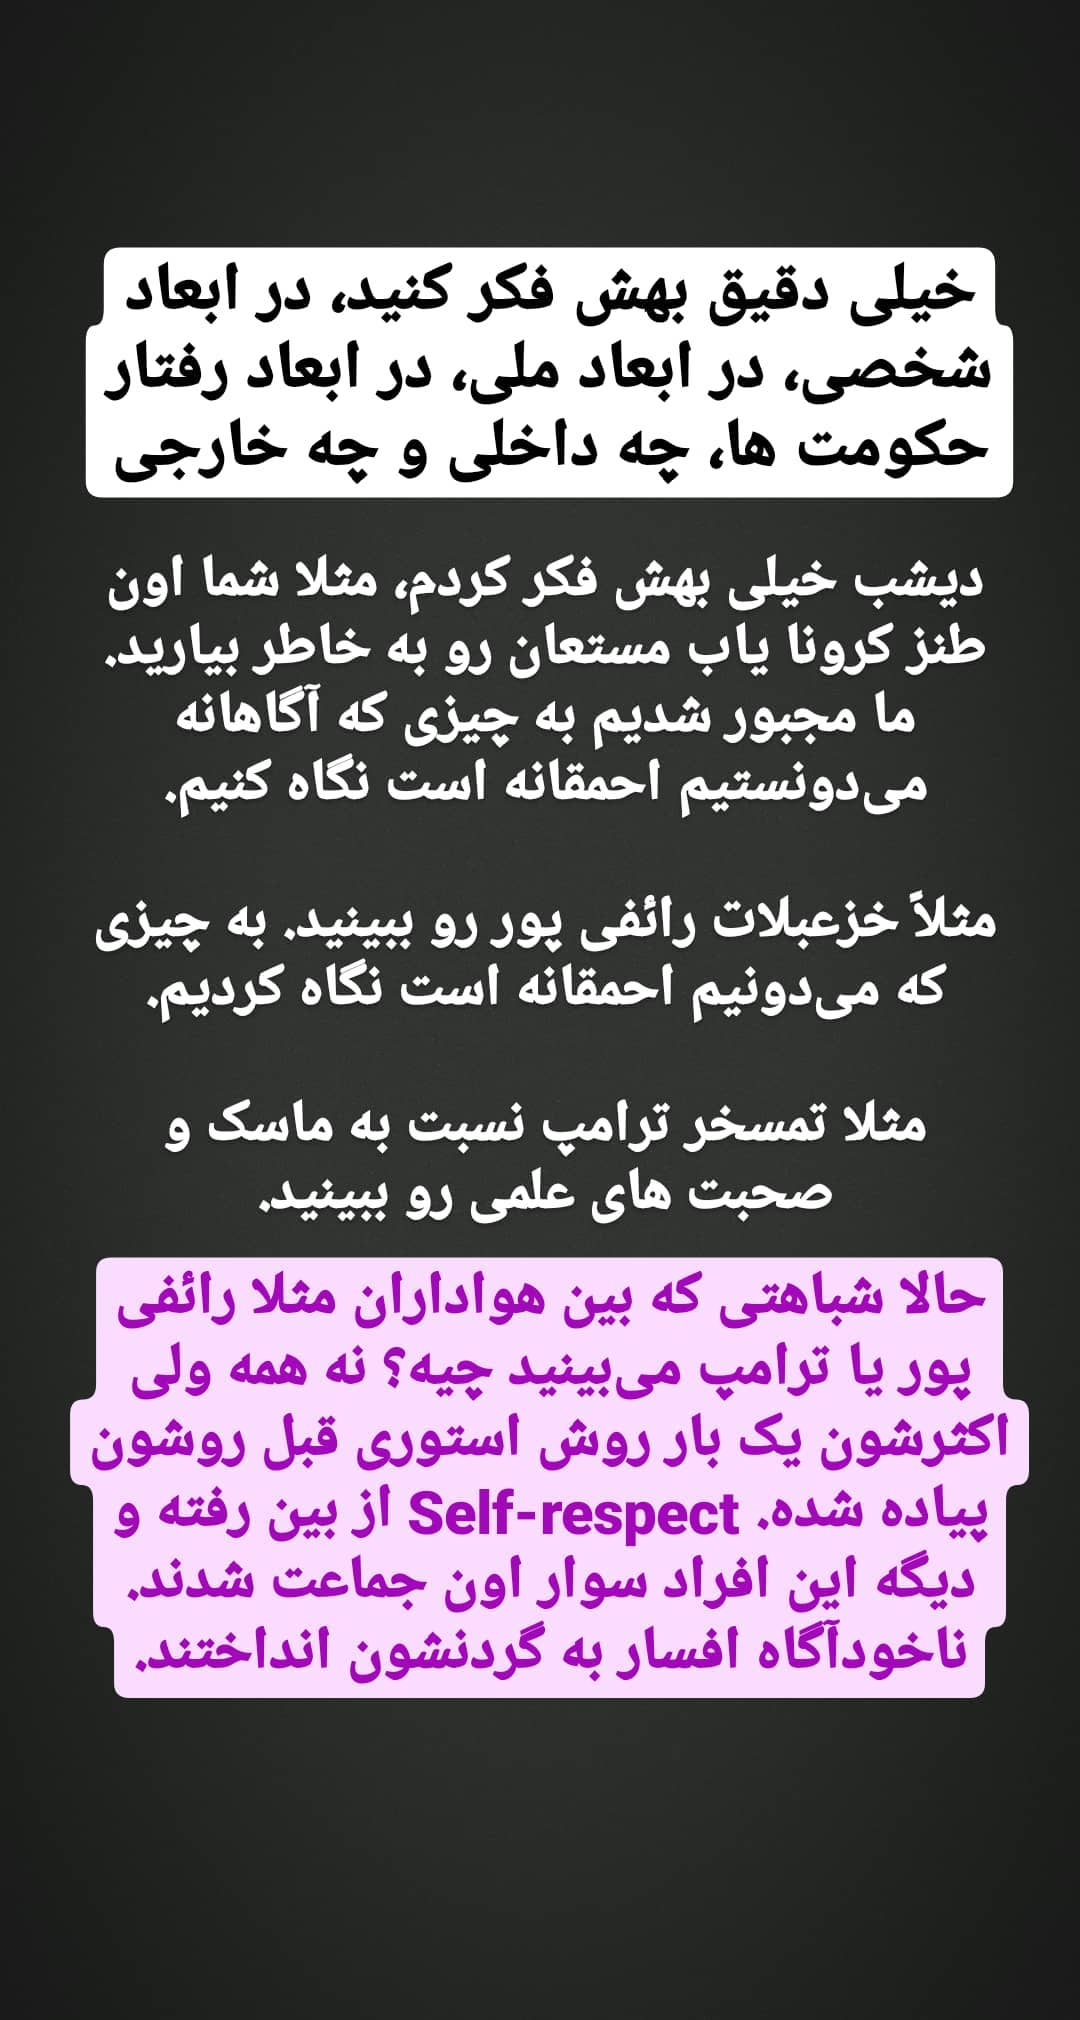 خیلی دقیق بهش فکر کنید، در ابعاد
شخصی، در ابعاد ملی، در ابعاد رفتار
حکومت ها، چه داخلی و چه خارجی
دیشب خیلی بهش فکر کردم، مثلا شما اون
طنز کرونا یاب مستعان رو به خاطر بیارید.
ما مجبور شدیم به چیزی که آگاهانه
می‌دونستیم احمقانه است نگاه کنیم.
مثلاً خزعبلات رائفی پور رو ببینید. به چیزی
که می‌دونیم احمقانه است نگاه کردیم.
مثلا تمسخر ترامپ نسبت به ماسک و
صحبت های علمی رو ببینید.
حالا شباهتی که بین هواداران مثلا رائفی
پور یا ترامپ می‌بینید چیه؟ نه همه ولی
اکثرشون یک بار روش استوری قبل روشون
پیاده شده. Self-respect از بین رفته و
دیگه این افراد سوار اون جماعت شدند.
ناخودآگاه افسار به گردنشون انداختند.